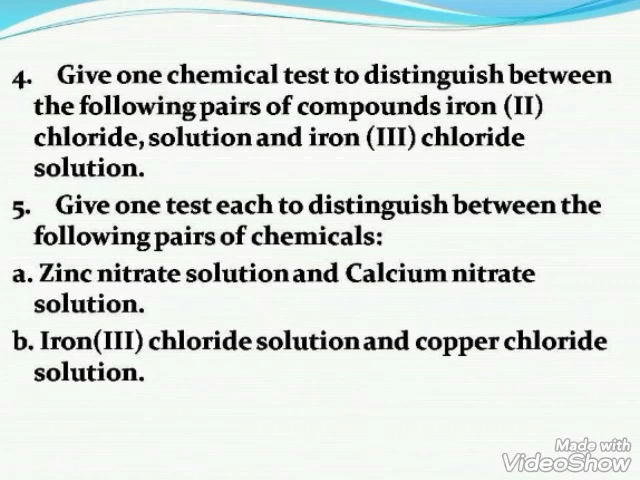 4. Give one chemical test to distinguish between
the following pairs of compounds iron (II)
chloride, solution and iron (III) chloride
solution.
5. Give one test each to distinguish between the
following pairs of chemicals:
a. Zinc nitrate solution and Calcium nitrate
solution.
b. Iron(III) chloride solution and copper chloride
solution.
Made with
VideoShow